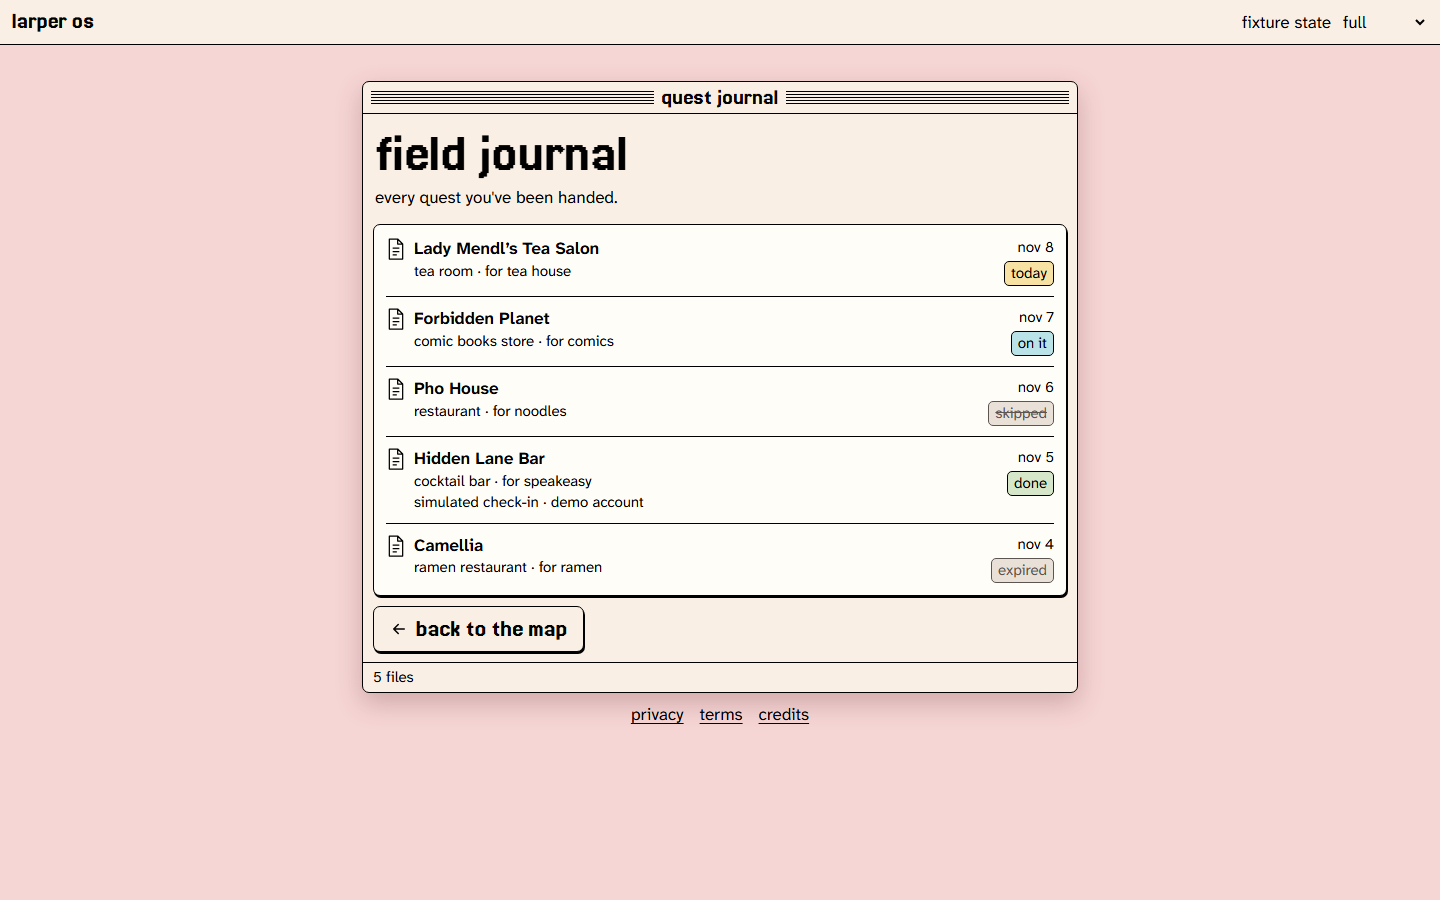 larper os
fixture state full
quest journal
field journal
every quest you've been handed.
Lady Mendl’s Tea Salon
nov 8
tea room · for tea house
today
Forbidden Planet
nov 7
comic books store · for comics
on it
Pho House
nov 6
restaurant · for noodles
skipped
Hidden Lane Bar
nov 5
cocktail bar · for speakeasy
done
simulated check-in · demo account
Camellia
nov 4
ramen restaurant · for ramen
expired
← back to the map
5 files
privacy terms credits